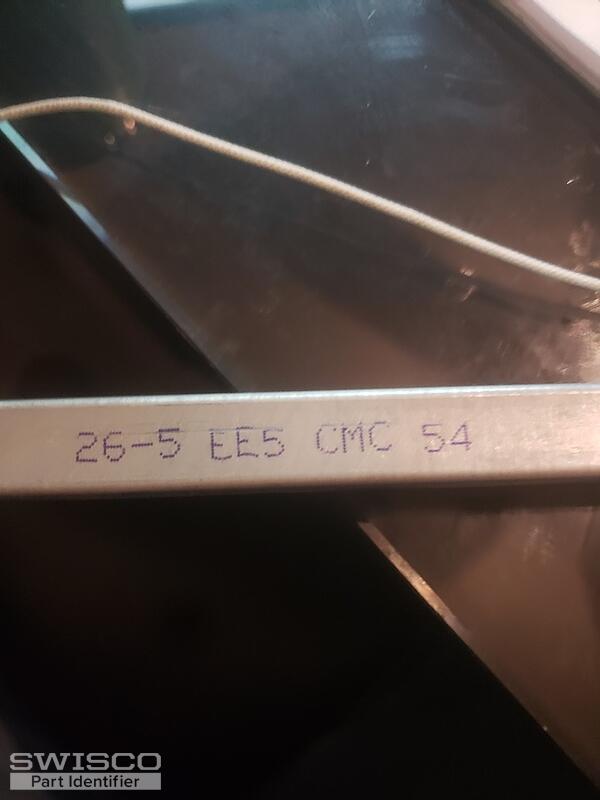 26-5 EE5 CMC 54
SWISCO
Part Identifier